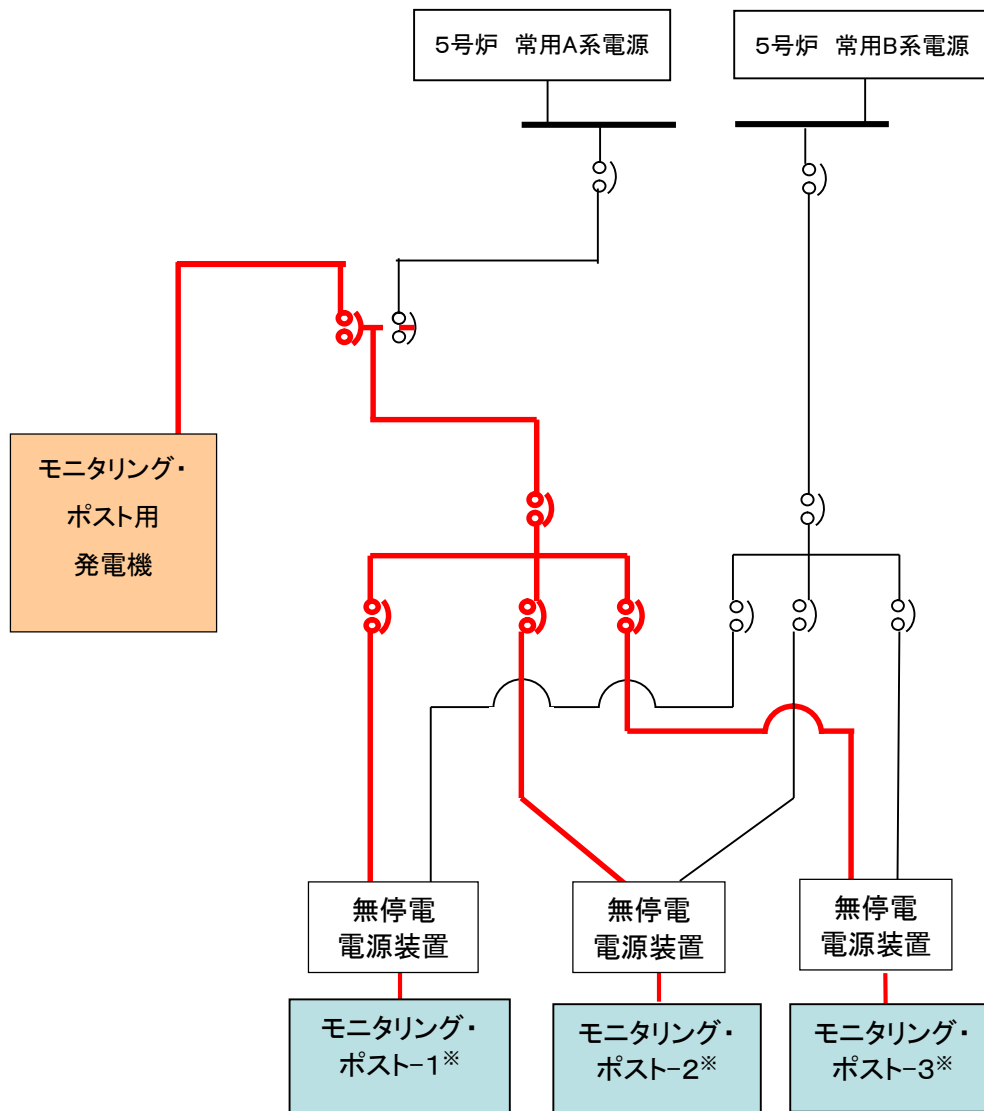 5号炉 常用A系電源
5号炉 常用B系電源
モニタリング・
ポスト用
発電機
無停電
電源装置
無停電
電源装置
無停電
電源装置
モニタリング・
ポスト−1※
モニタリング・
ポスト−2※
モニタリング・
ポスト−3※